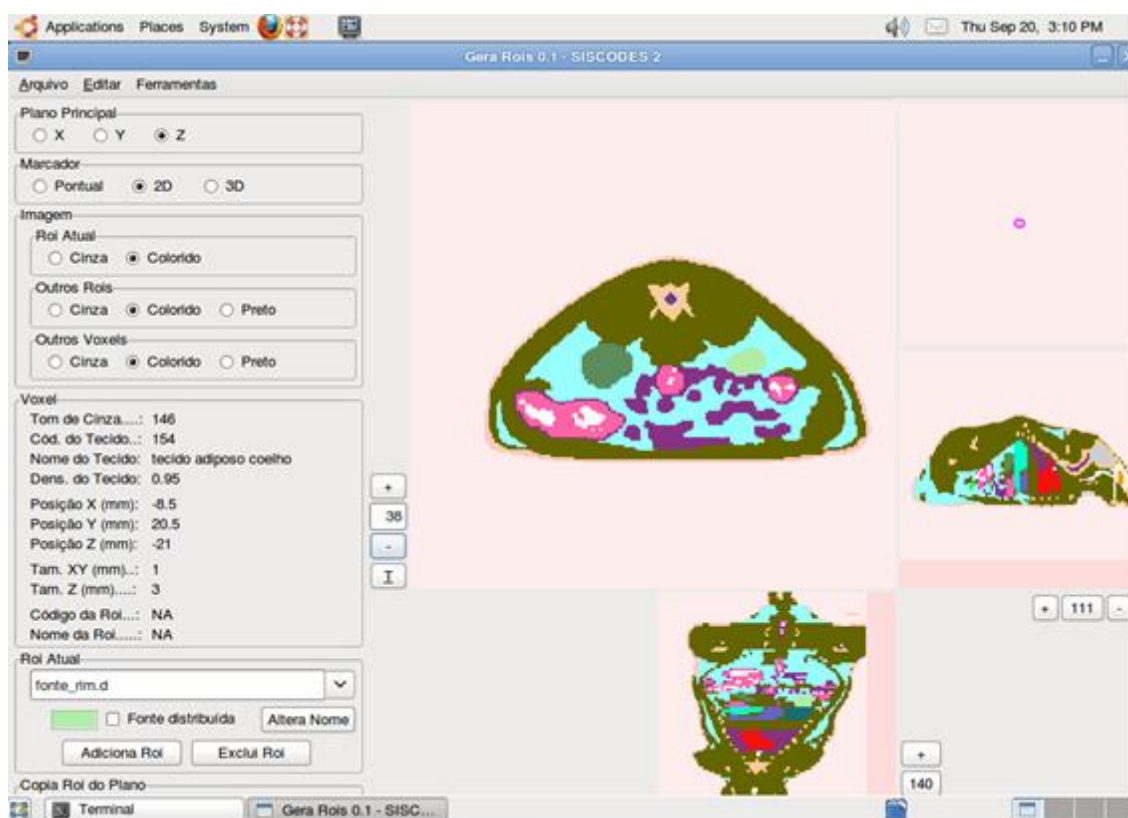 Applications Places System Thu Sep 20, 3:10 PM
Gera Rois 0.1 - SISCODES 2
Arquivo Editar Ferramentas
Plano Principal
X Y Z
Marcador
Pontual 2D 3D
Imagem
Roi Atual
Cinza Colorido
Outros Rois
Cinza Colorido Preto
Outros Voxels
Cinza Colorido Preto
Voxel
Tom de Cinza....: 146
Cód. do Tecido..: 154
Nome do Tecido: tecido adiposo coelho
Dens. do Tecido: 0.95
Posição X (mm): -8.5
Posição Y (mm): 20.5
Posição Z (mm): -21
Tam. XY (mm)..: 1
Tam. Z (mm)....: 3
Código da Roi...: NA
Nome da Roi.....: NA
+
38
-
I
+ 111 -
Roi Atual
fonte_rim.d
Fonte distribuída Altera Nome
Adiciona Roi Exclui Roi
+
140
Copia Roi do Plano
Terminal Gera Rois 0.1 - SISC...